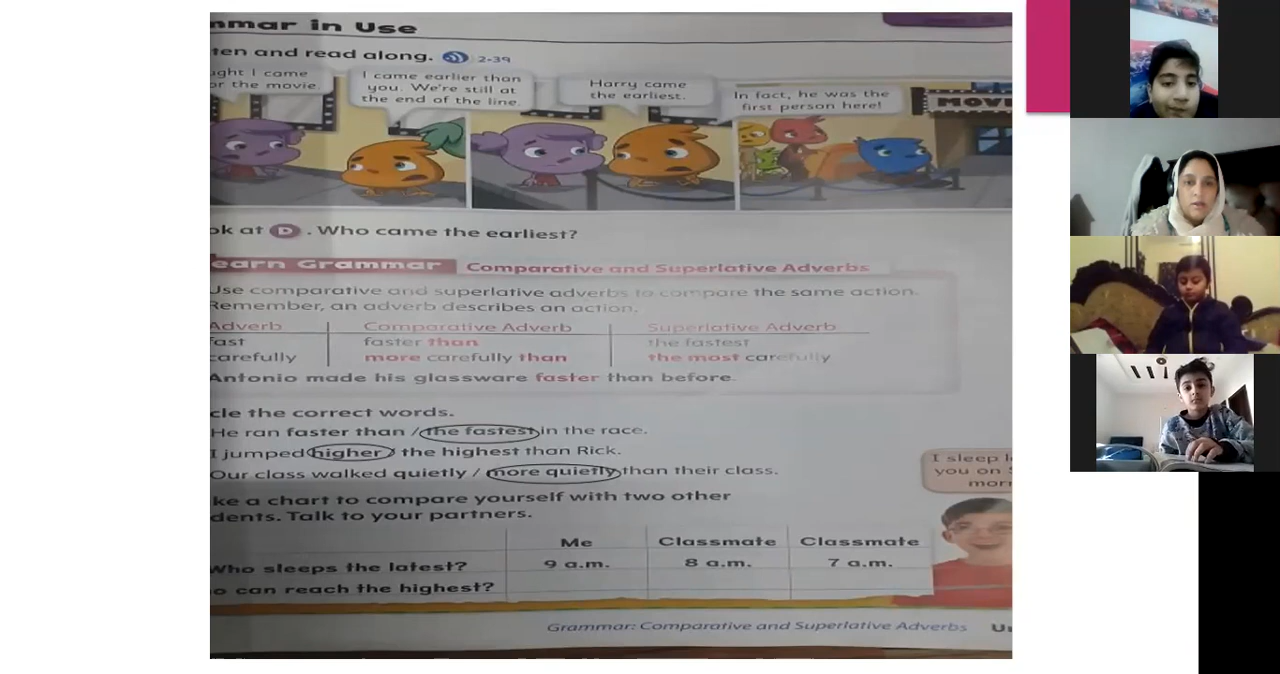 mmar in Use
ten and read along. 2-39
ught I came
or the movie.
I came earlier than
you. We're still at
the end of the line.
Harry came
the earliest.
In fact, he was the
first person here!
MOVI
ok at D. Who came the earliest?
earn Grammar Comparative and Superlative Adverbs
Use comparative and superlative adverbs to compare the same action.
Remember, an adverb describes an action.
Adverb Comparative Adverb Superlative Adverb
fast faster than the fastest
carefully more carefully than the most carefully
Antonio made his glassware faster than before.
cle the correct words.
He ran faster than / the fastest in the race.
I jumped higher / the highest than Rick.
Our class walked quietly / more quietly than their class.
ke a chart to compare yourself with two other
dents. Talk to your partners.
I sleep l
you on S
morn
Me Classmate Classmate
Who sleeps the latest? 9 a.m. 8 a.m. 7 a.m.
o can reach the highest?
Grammar: Comparative and Superlative Adverbs Un